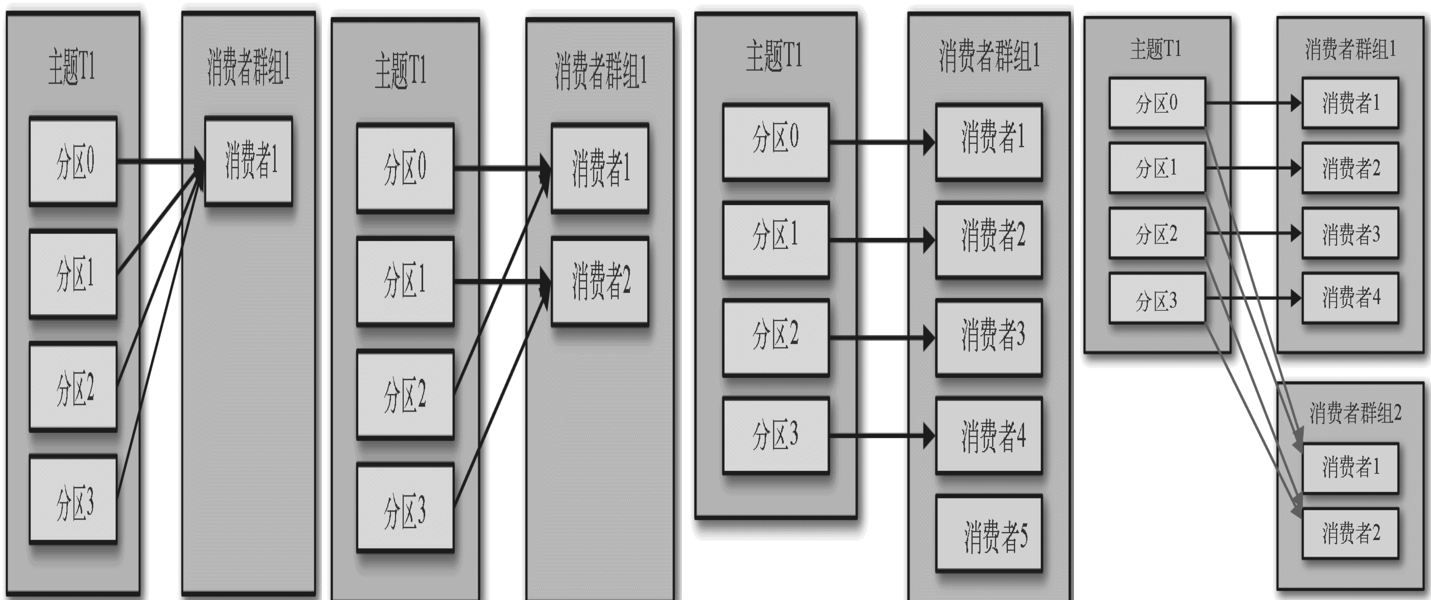 主题T1
分区0
分区1
分区2
分区3
消费者群组1
消费者1
主题T1
分区0
分区1
分区2
分区3
消费者群组1
消费者1
消费者2
主题T1
分区0
分区1
分区2
分区3
消费者群组1
消费者1
消费者2
消费者3
消费者4
消费者5
主题T1
分区0
分区1
分区2
分区3
消费者群组1
消费者1
消费者2
消费者3
消费者4
消费者群组2
消费者1
消费者2